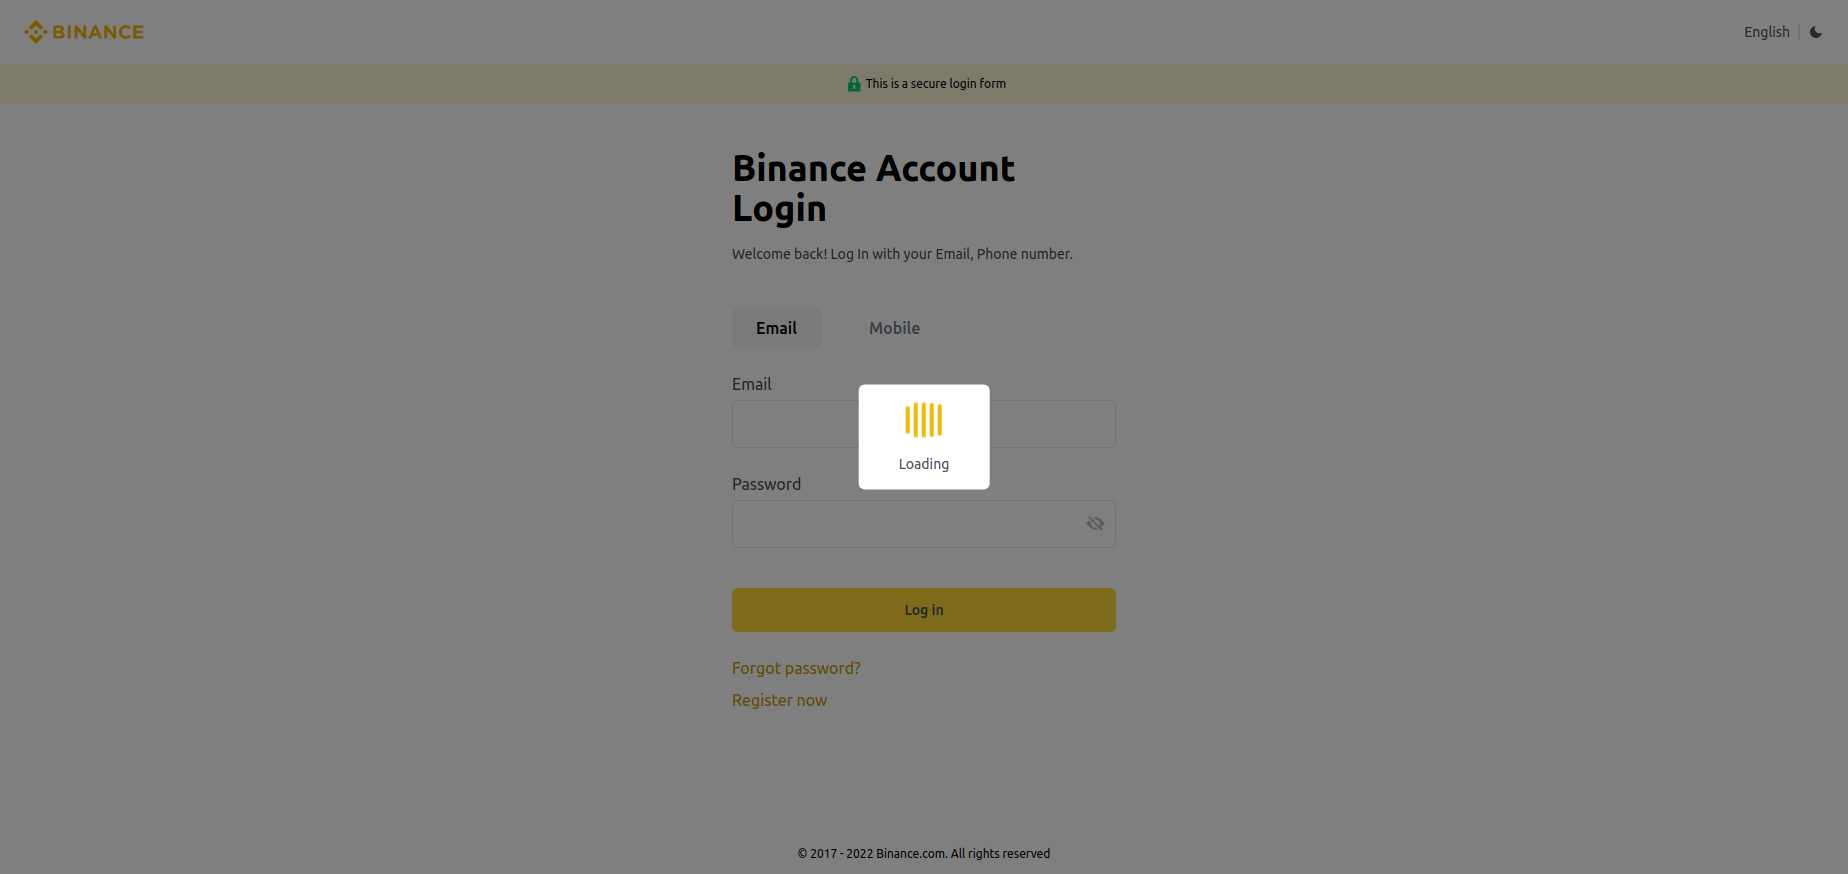 BINANCE
English
This is a secure login form
Binance Account
Login
Welcome back! Log In with your Email, Phone number.
Email
Mobile
Email
Loading
Password
Log in
Forgot password?
Register now
© 2017 - 2022 Binance.com. All rights reserved